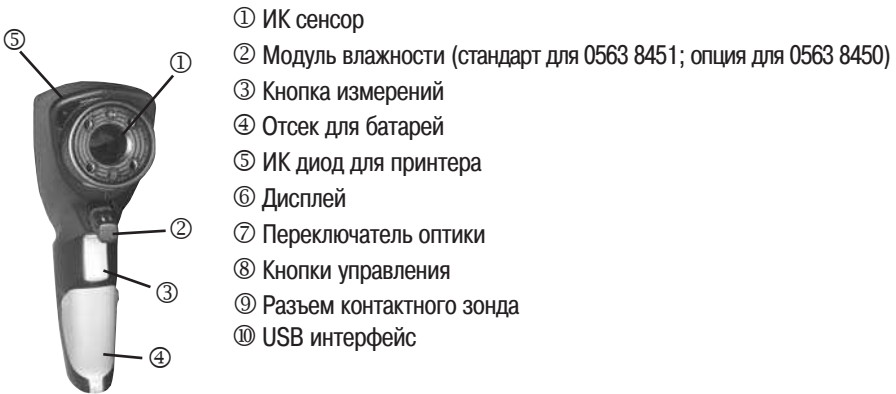 ① ИК сенсор
② Модуль влажности (стандарт для 0563 8451; опция для 0563 8450)
③ Кнопка измерений
④ Отсек для батарей
⑤ ИК диод для принтера
⑥ Дисплей
⑦ Переключатель оптики
⑧ Кнопки управления
⑨ Разъем контактного зонда
⑩ USB интерфейс
⑤
①
②
③
④